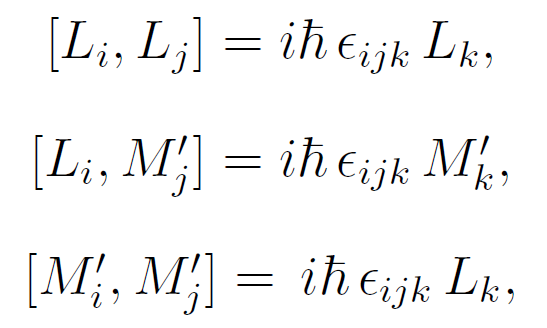 [L_i, L_j] = iħ ϵ_{ijk} L_k,
[L_i, M′_j] = iħ ϵ_{ijk} M′_k,
[M′_i, M′_j] = iħ ϵ_{ijk} L_k,